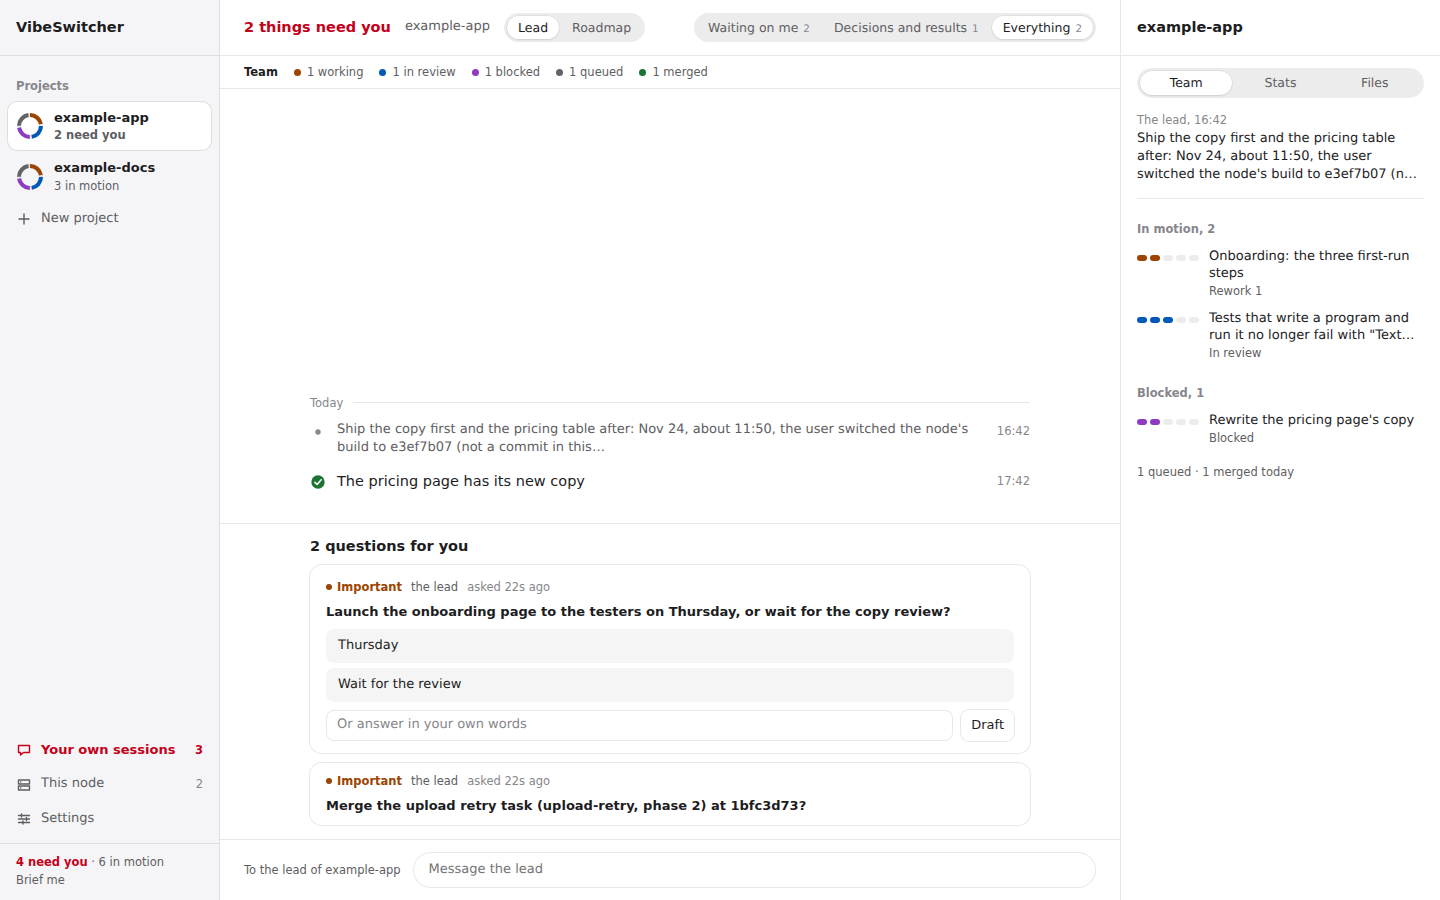 VibeSwitcher
Projects
example-app
2 need you
example-docs
3 in motion
New project
Your own sessions 3
This node 2
Settings
4 need you · 6 in motion
Brief me
2 things need you example-app Lead Roadmap Waiting on me 2 Decisions and results 1 Everything 2
Team 1 working 1 in review 1 blocked 1 queued 1 merged
Today
Ship the copy first and the pricing table after: Nov 24, about 11:50, the user switched the node's 16:42
build to e3ef7b07 (not a commit in this…
The pricing page has its new copy 17:42
2 questions for you
Important the lead asked 22s ago
Launch the onboarding page to the testers on Thursday, or wait for the copy review?
Thursday
Wait for the review
Or answer in your own words Draft
Important the lead asked 22s ago
Merge the upload retry task (upload-retry, phase 2) at 1bfc3d73?
To the lead of example-app Message the lead
example-app
Team Stats Files
The lead, 16:42
Ship the copy first and the pricing table
after: Nov 24, about 11:50, the user
switched the node's build to e3ef7b07 (n…
In motion, 2
Onboarding: the three first-run
steps
Rework 1
Tests that write a program and
run it no longer fail with "Text…
In review
Blocked, 1
Rewrite the pricing page's copy
Blocked
1 queued · 1 merged today